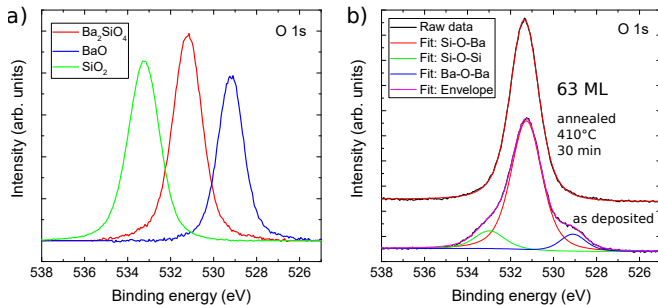 a)
O 1s
Ba₂SiO₄
BaO
SiO₂
Intensity (arb. units)
538 536 534 532 530 528 526
Binding energy (eV)
b)
O 1s
Raw data
Fit: Si-O-Ba
Fit: Si-O-Si
Fit: Ba-O-Ba
Fit: Envelope
63 ML
annealed
410°C
30 min
as deposited
Intensity (arb. units)
538 536 534 532 530 528 526
Binding energy (eV)